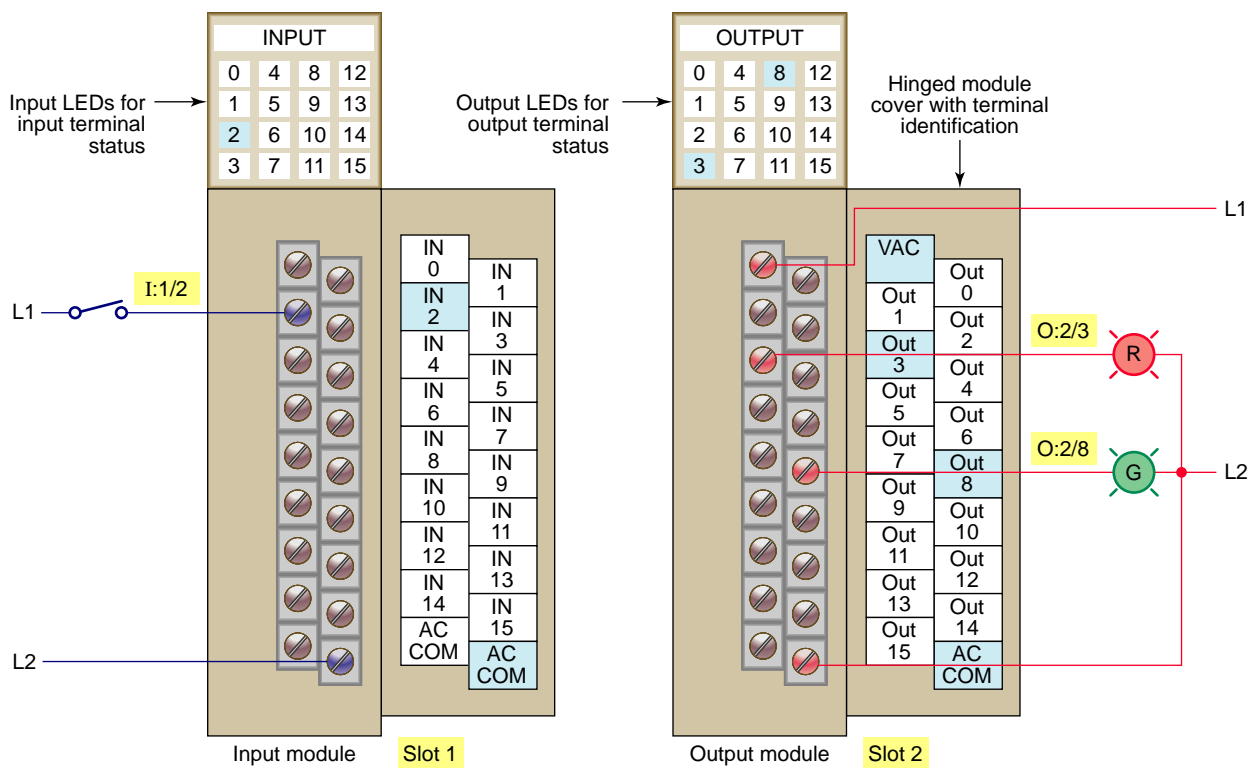 INPUT
0 4 8 12
1 5 9 13
2 6 10 14
3 7 11 15
Input LEDs for
input terminal
status
OUTPUT
0 4 8 12
1 5 9 13
2 6 10 14
3 7 11 15
Output LEDs for
output terminal
status
Hinged module
cover with terminal
identification
L1
I:1/2
L2
IN
0
IN
2
IN
4
IN
6
IN
8
IN
10
IN
12
IN
14
AC
COM
IN
1
IN
3
IN
5
IN
7
IN
9
IN
11
IN
13
IN
15
AC
COM
VAC
Out
1
Out
3
Out
5
Out
7
Out
9
Out
11
Out
13
Out
15
Out
0
Out
2
Out
4
Out
6
Out
8
Out
10
Out
12
Out
14
AC
COM
L1
O:2/3
R
O:2/8
G
L2
Input module
Slot 1
Output module
Slot 2